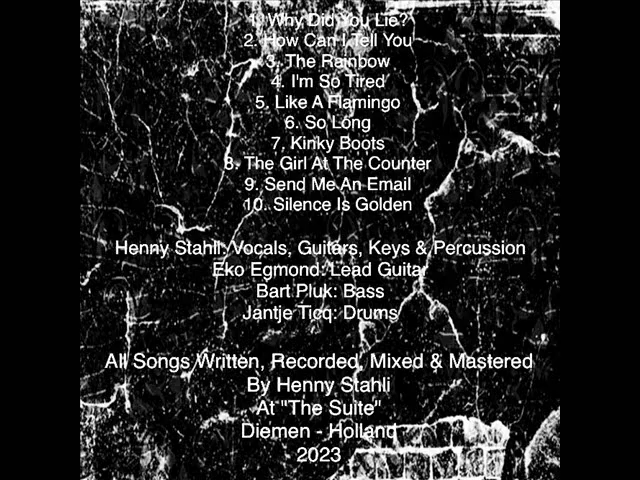 1. Why Did You Lie?
2. How Can I Tell You
3. The Rainbow
4. I'm So Tired
5. Like A Flamingo
6. So Long
7. Kinky Boots
8. The Girl At The Counter
9. Send Me An Email
10. Silence Is Golden
Henny Stahli: Vocals, Guitars, Keys & Percussion
Eko Egmond: Lead Guitar
Bart Pluk: Bass
Jantje Ticq: Drums
All Songs Written, Recorded, Mixed & Mastered
By Henny Stahli
At "The Suite"
Diemen - Holland
2023